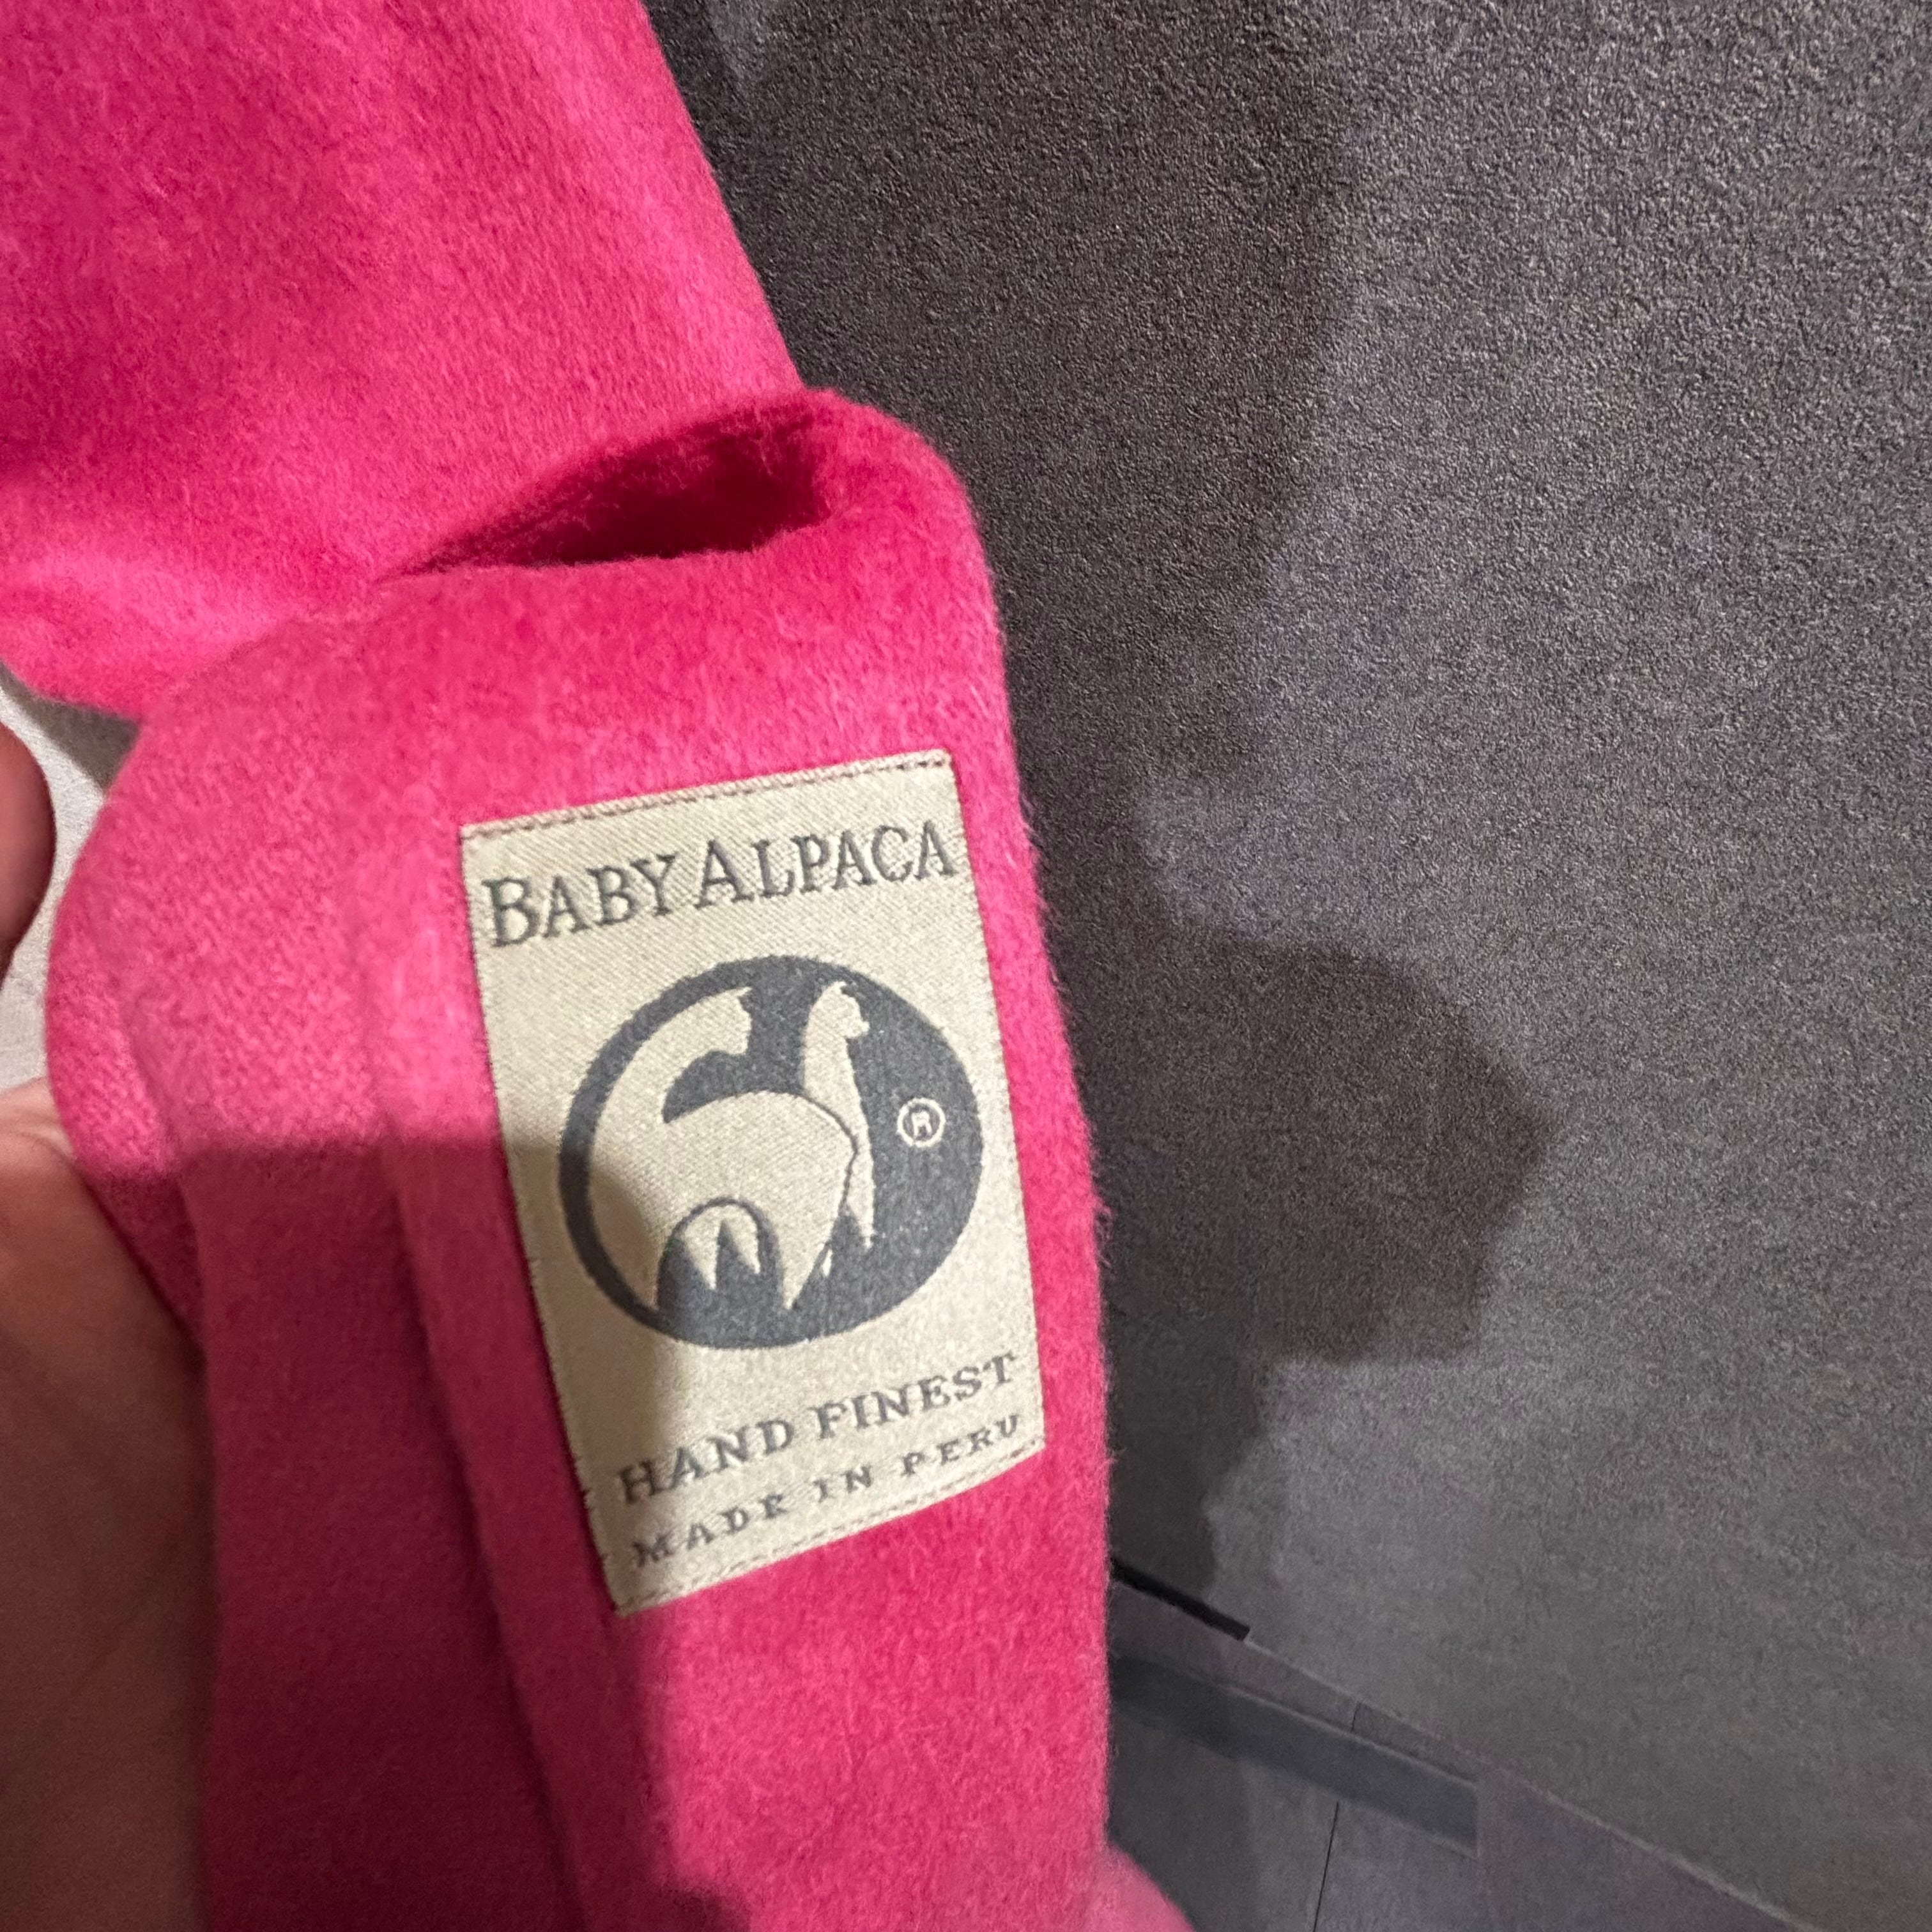 BABY ALPACA
®
HAND FINEST
MADE IN PERU